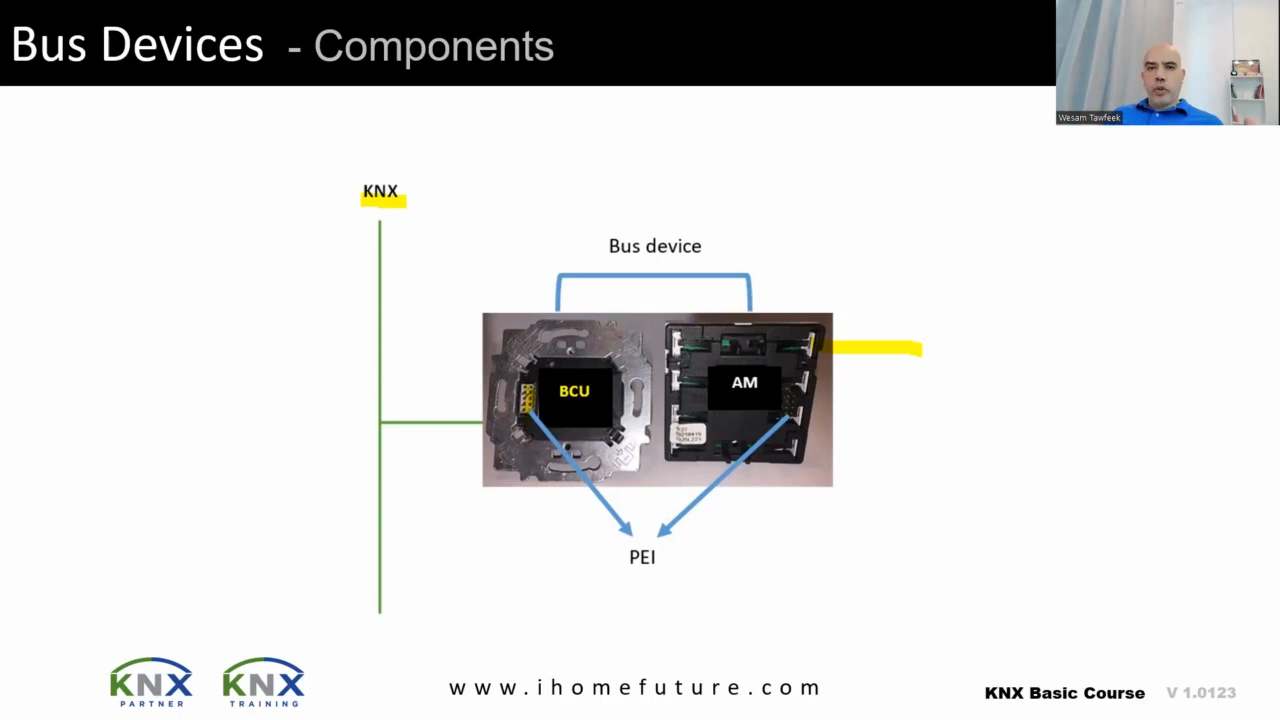 Bus Devices - Components
Wesam Tawfeek
KNX
Bus device
BCU
AM
PEI
KNX
PARTNER
KNX
TRAINING
www.ihomefuture.com
KNX Basic Course V 1.0123